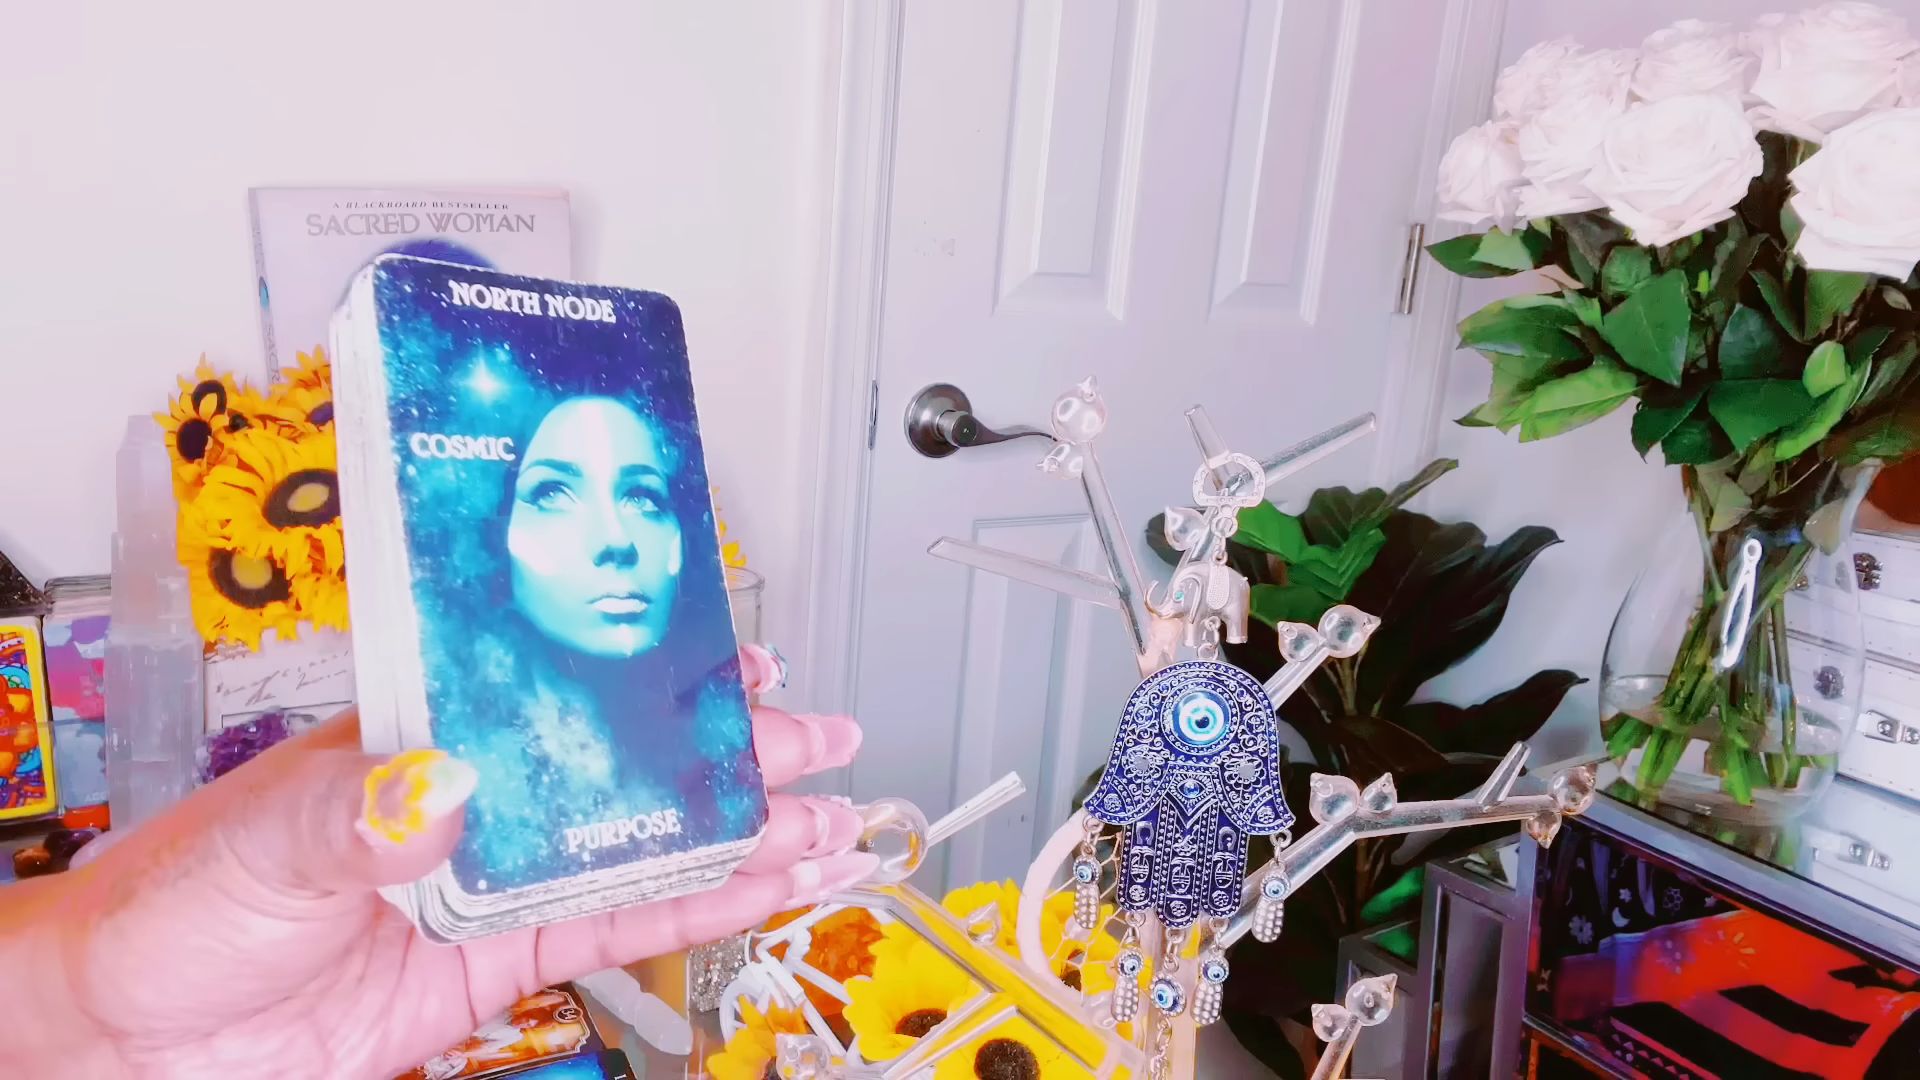 A BLACKBOARD BESTSELLER
SACRED WOMAN
NORTH NODE
COSMIC
PURPOSE